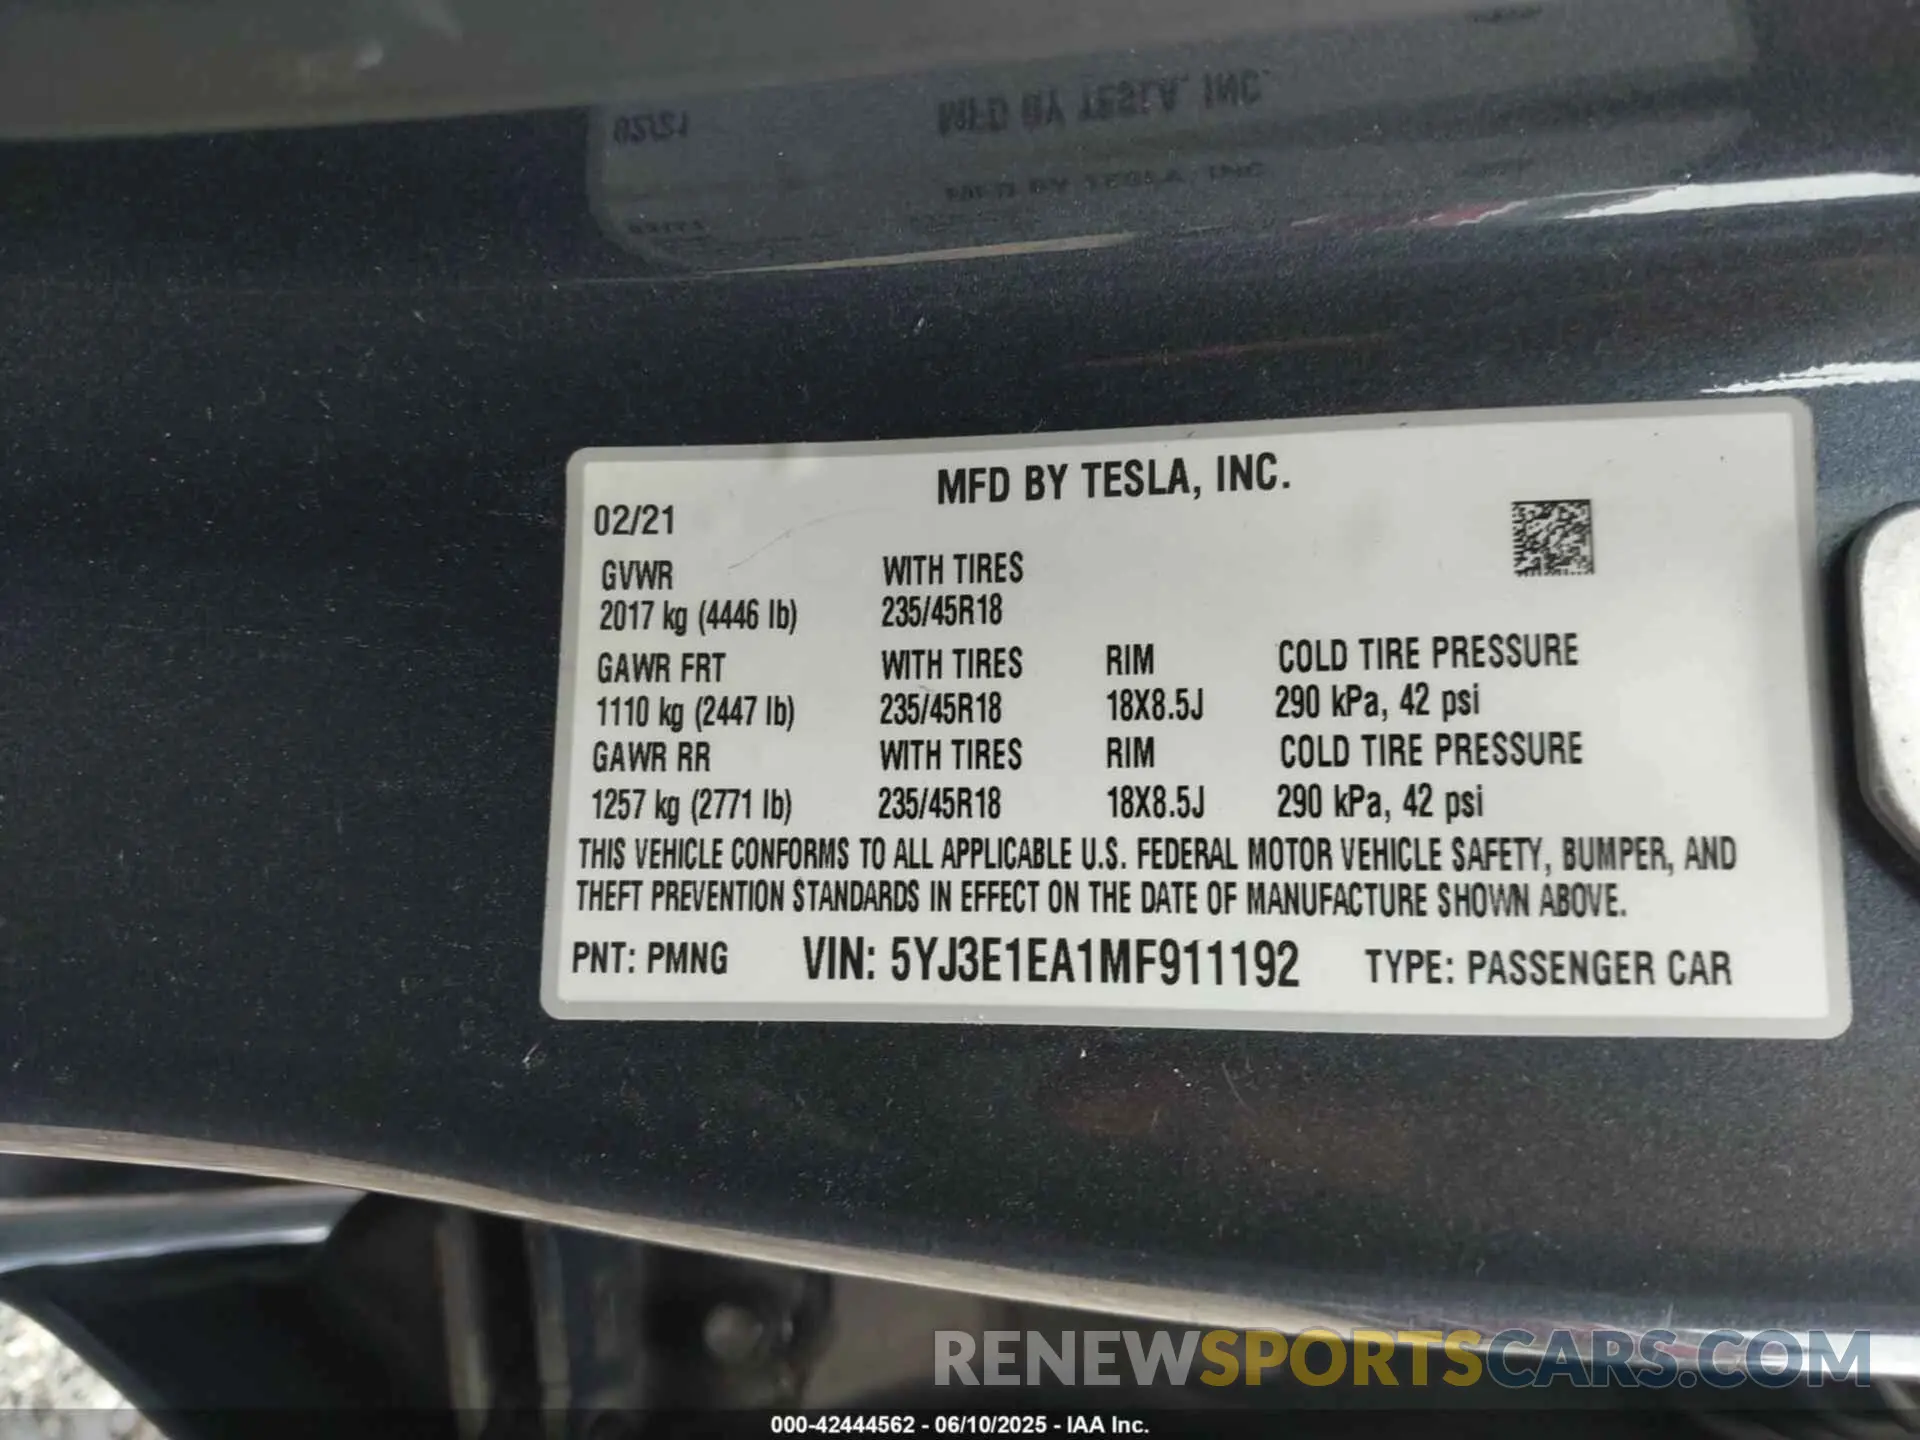 MFD BY TESLA, INC.
02/21
GVWR WITH TIRES
2017 kg (4446 lb) 235/45R18
GAWR FRT WITH TIRES RIM COLD TIRE PRESSURE
1110 kg (2447 lb) 235/45R18 18X8.5J 290 kPa, 42 psi
GAWR RR WITH TIRES RIM COLD TIRE PRESSURE
1257 kg (2771 lb) 235/45R18 18X8.5J 290 kPa, 42 psi
THIS VEHICLE CONFORMS TO ALL APPLICABLE U.S. FEDERAL MOTOR VEHICLE SAFETY, BUMPER, AND
THEFT PREVENTION STANDARDS IN EFFECT ON THE DATE OF MANUFACTURE SHOWN ABOVE.
PNT: PMNG VIN: 5YJ3E1EA1MF911192 TYPE: PASSENGER CAR
RENEWSPORTSCARS.COM
000-42444562 - 06/10/2025 - IAA Inc.